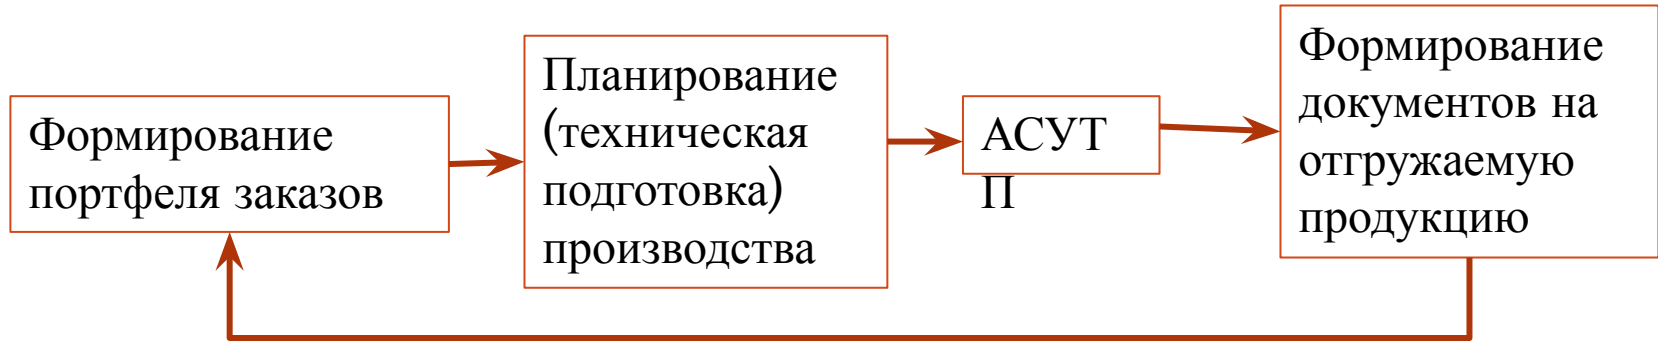 Формирование
портфеля заказов
Планирование
(техническая
подготовка)
производства
АСУТ
П
Формирование
документов на
отгружаемую
продукцию